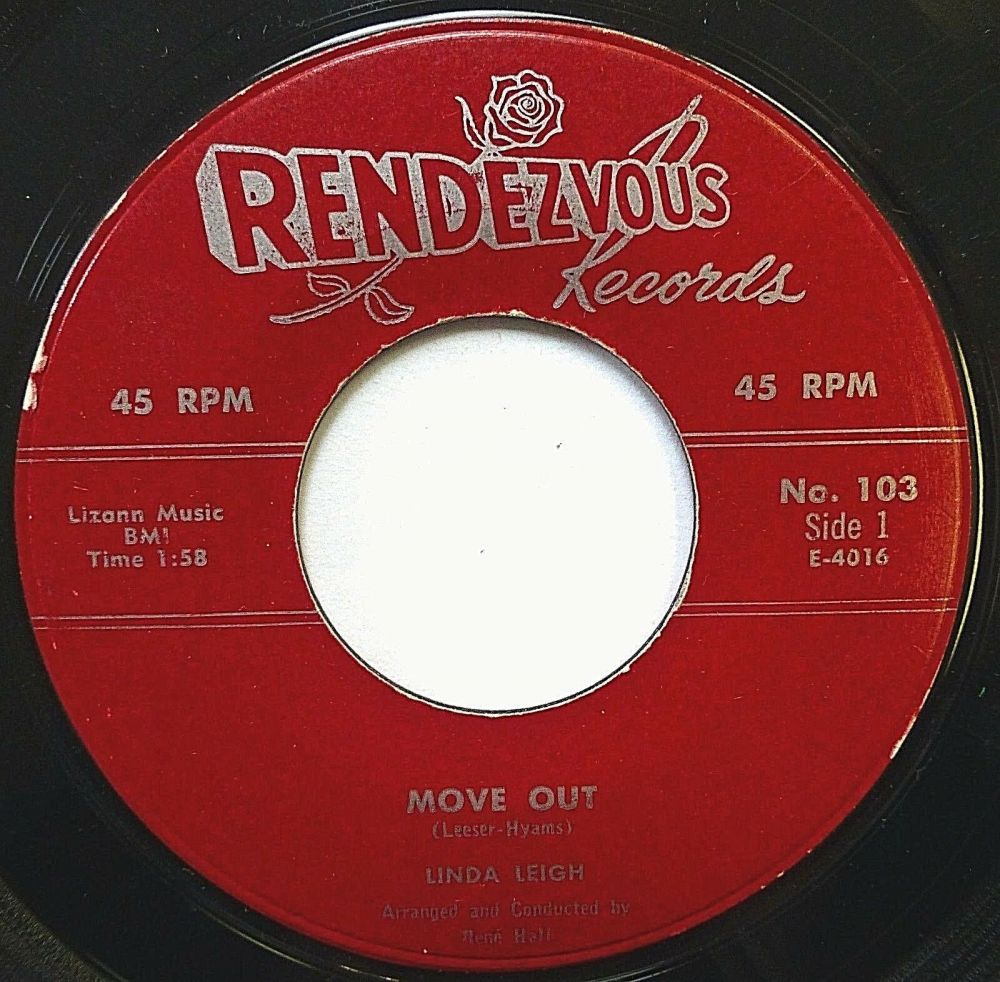 RENDEZVOUS
Records
45 RPM
45 RPM
Lizann Music
BMI
Time 1:58
No. 103
Side 1
E-4016
MOVE OUT
(Leeser-Hyams)
LINDA LEIGH
Arranged and Conducted by
René Hall